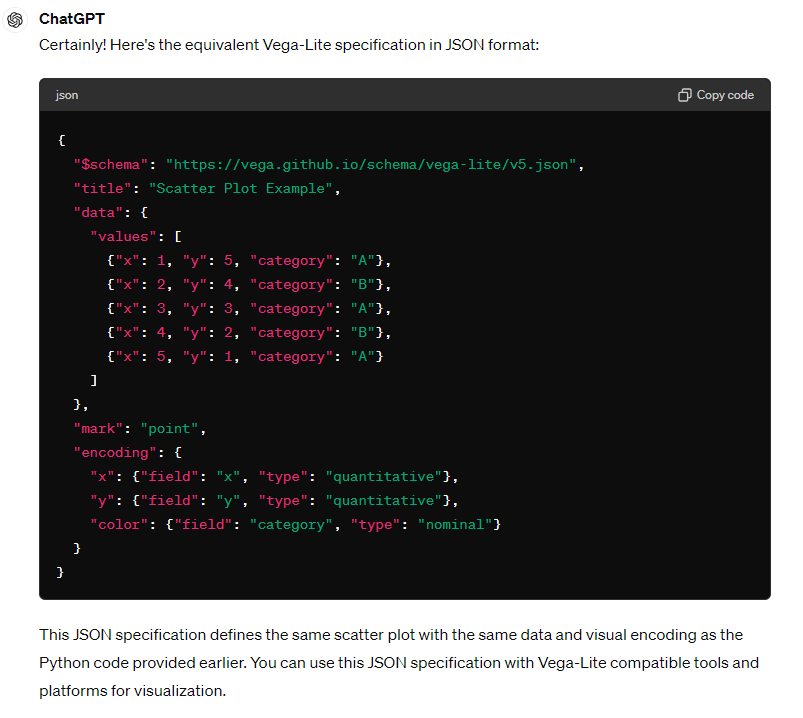 ChatGPT
Certainly! Here's the equivalent Vega-Lite specification in JSON format:
json
Copy code
{
  "$schema": "https://vega.github.io/schema/vega-lite/v5.json",
  "title": "Scatter Plot Example",
  "data": {
    "values": [
      {"x": 1, "y": 5, "category": "A"},
      {"x": 2, "y": 4, "category": "B"},
      {"x": 3, "y": 3, "category": "A"},
      {"x": 4, "y": 2, "category": "B"},
      {"x": 5, "y": 1, "category": "A"}
    ]
  },
  "mark": "point",
  "encoding": {
    "x": {"field": "x", "type": "quantitative"},
    "y": {"field": "y", "type": "quantitative"},
    "color": {"field": "category", "type": "nominal"}
  }
}
This JSON specification defines the same scatter plot with the same data and visual encoding as the
Python code provided earlier. You can use this JSON specification with Vega-Lite compatible tools and
platforms for visualization.